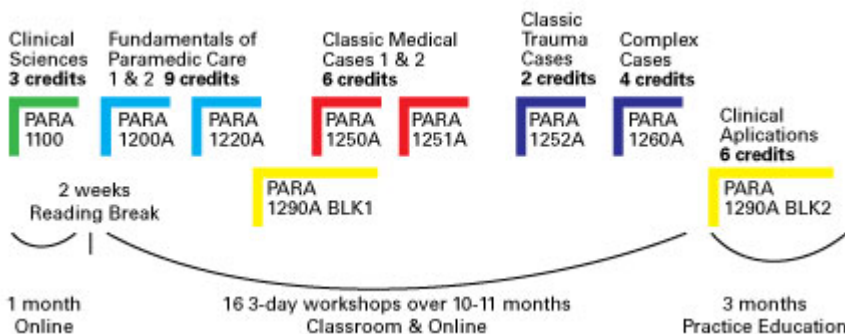 Clinical
Sciences
3 credits
Fundamentals of
Paramedic Care
1 & 2 9 credits
Classic Medical
Cases 1 & 2
6 credits
Classic
Trauma
Cases
2 credits
Complex
Cases
4 credits
PARA
1100
PARA
1200A
PARA
1220A
PARA
1250A
PARA
1251A
PARA
1252A
PARA
1260A
Clinical
Aplications
6 credits
2 weeks
Reading Break
PARA
1290A BLK1
PARA
1290A BLK2
1 month
Online
16 3-day workshops over 10-11 months
Classroom & Online
3 months
Practice Education